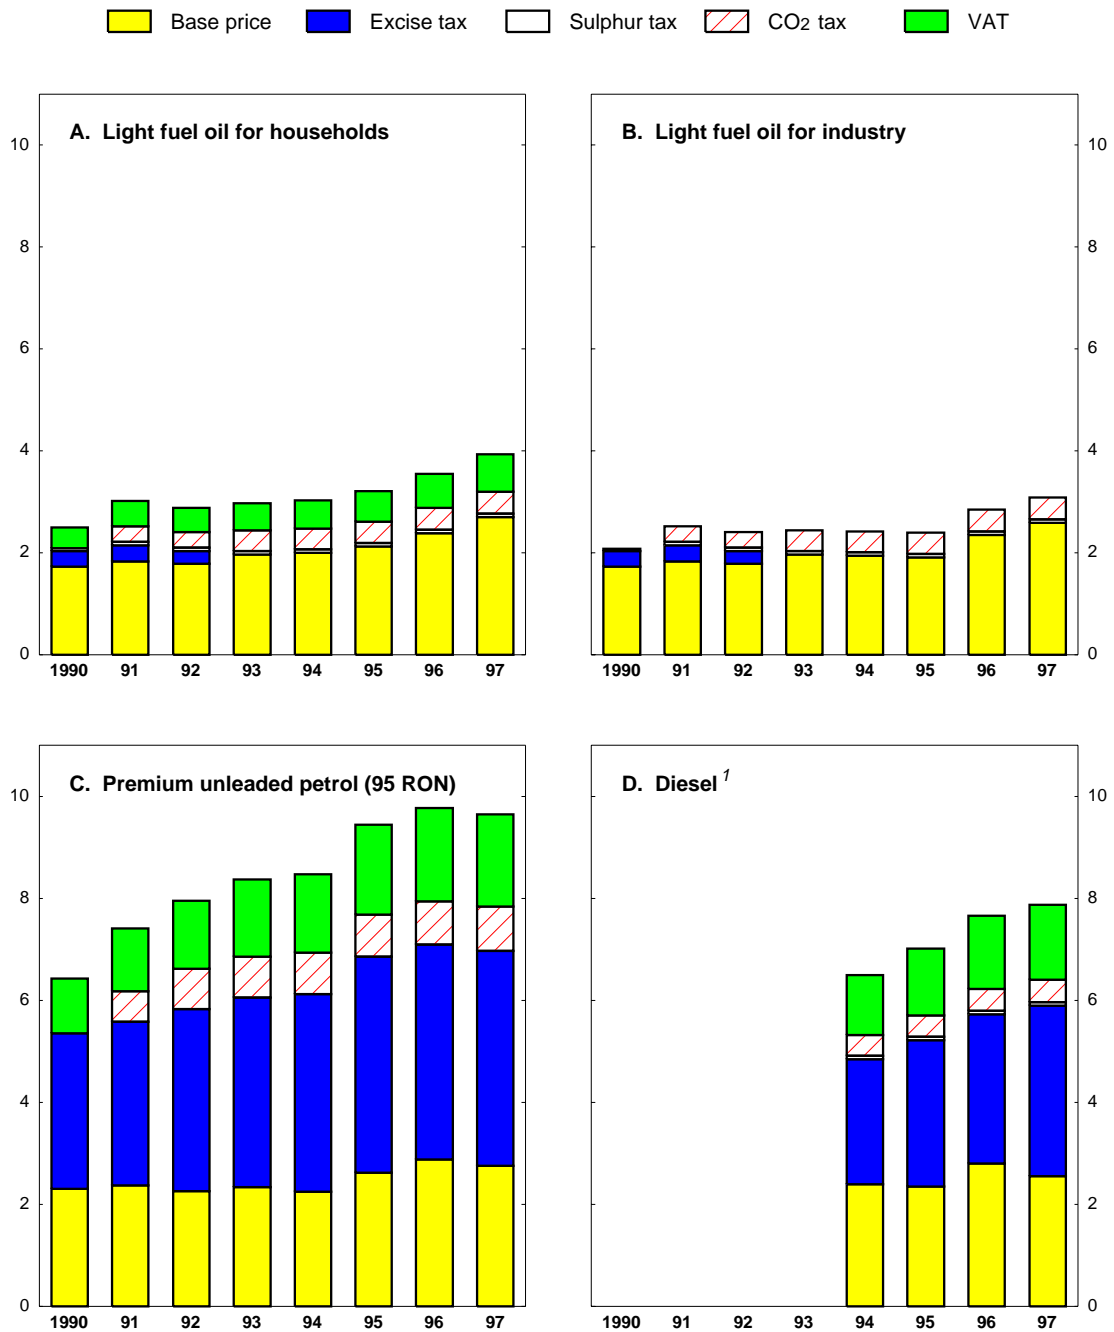 Base price Excise tax Sulphur tax CO2 tax VAT
A. Light fuel oil for households
10
8
6
4
2
0
1990 91 92 93 94 95 96 97
B. Light fuel oil for industry
10
8
6
4
2
0
1990 91 92 93 94 95 96 97
C. Premium unleaded petrol (95 RON)
10
8
6
4
2
0
1990 91 92 93 94 95 96 97
D. Diesel 1
10
8
6
4
2
0
1990 91 92 93 94 95 96 97